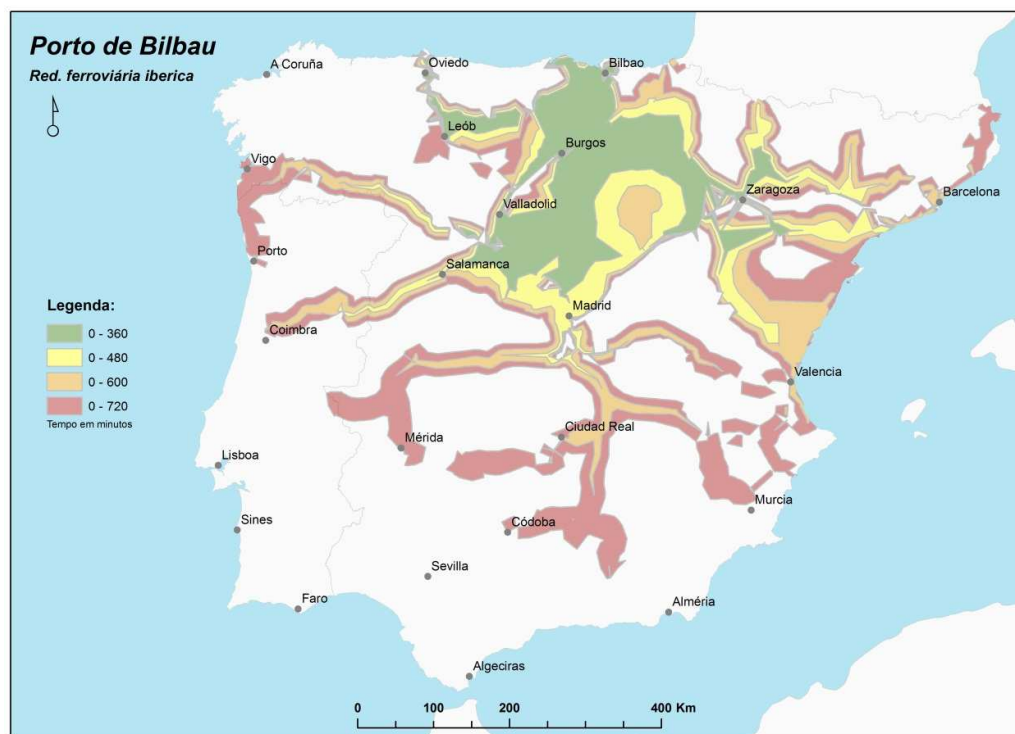 Porto de Bilbau
Red. ferroviária iberica
A Coruña
Oviedo
Bilbao
Leób
Burgos
Vigo
Zaragoza
Barcelona
Valladolid
Porto
Salamanca
Legenda:
0 - 360
0 - 480
0 - 600
0 - 720
Tempo em minutos
Madrid
Coimbra
Valencia
Ciudad Real
Mérida
Lisboa
Murcia
Sines
Córdoba
Sevilla
Faro
Alméria
Algeciras
0 100 200 400 Km